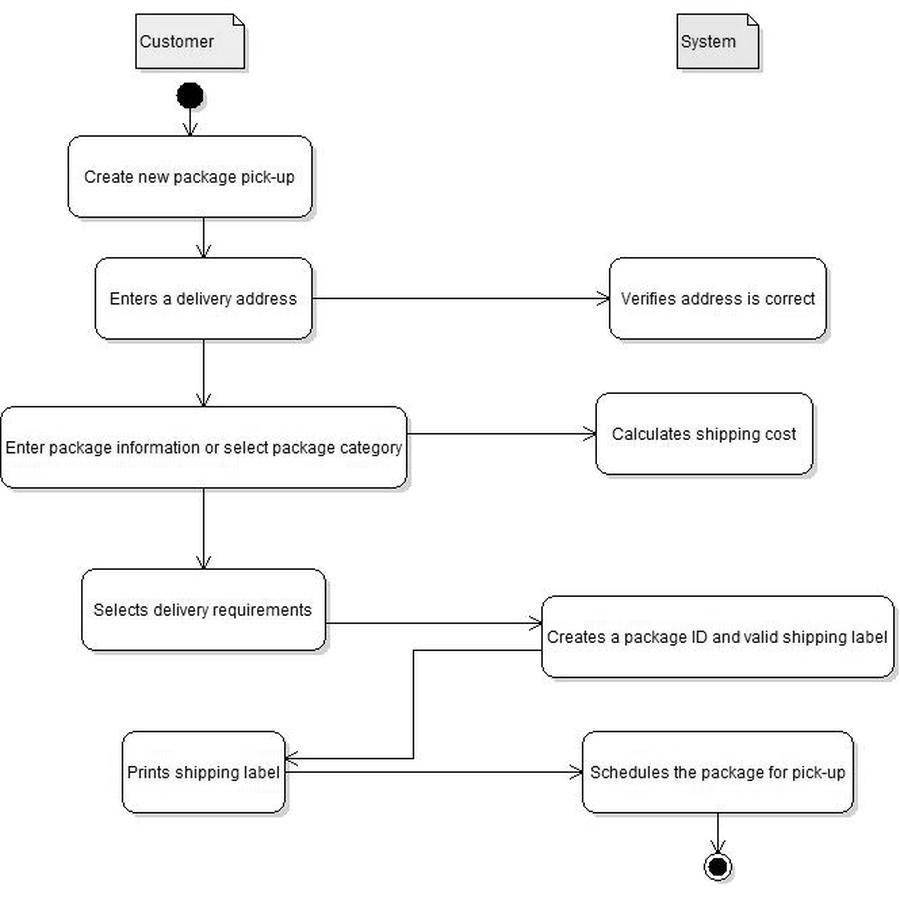 Customer
System
Create new package pick-up
Enters a delivery address
Verifies address is correct
Enter package information or select package category
Calculates shipping cost
Selects delivery requirements
Creates a package ID and valid shipping label
Prints shipping label
Schedules the package for pick-up